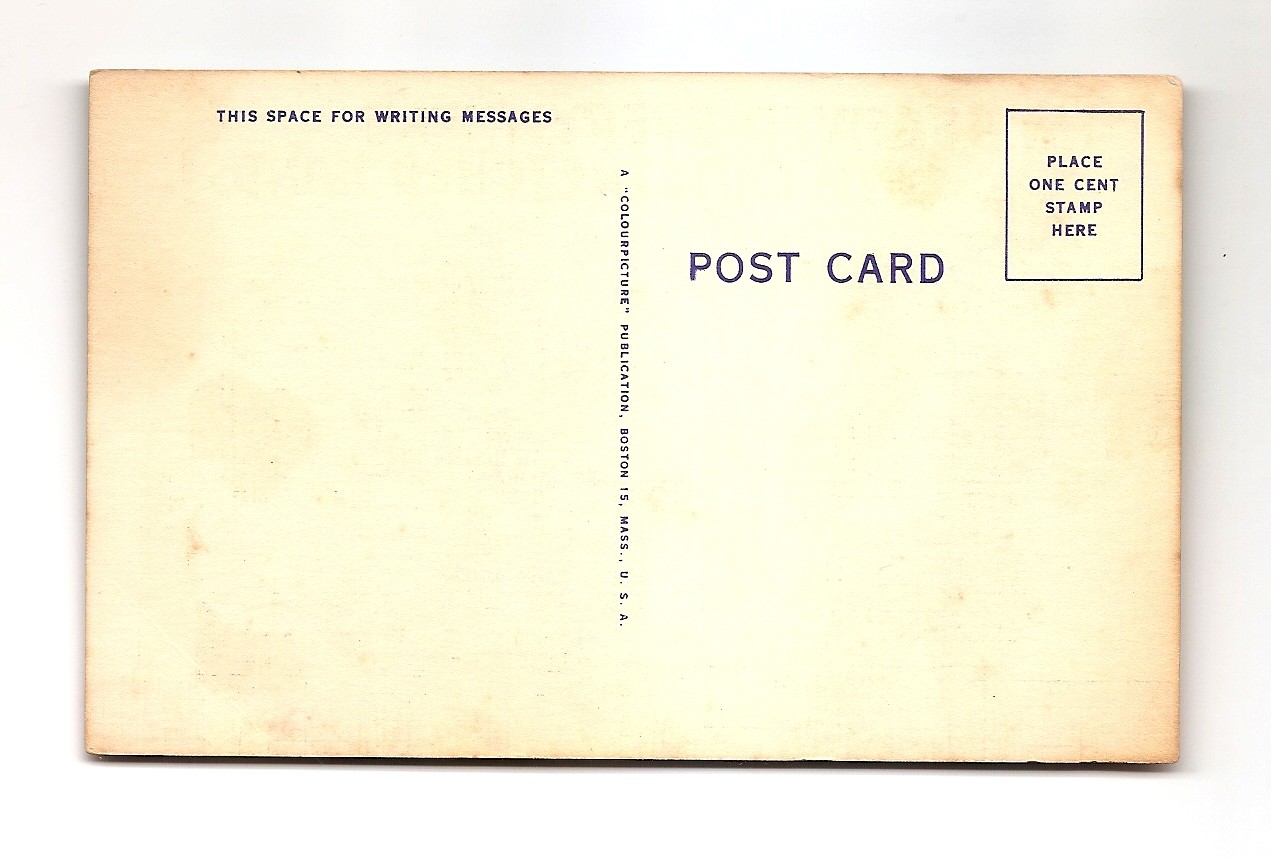 THIS SPACE FOR WRITING MESSAGES
A "COLOURPICTURE" PUBLICATION, BOSTON 15, MASS., U. S. A.
POST CARD
PLACE
ONE CENT
STAMP
HERE